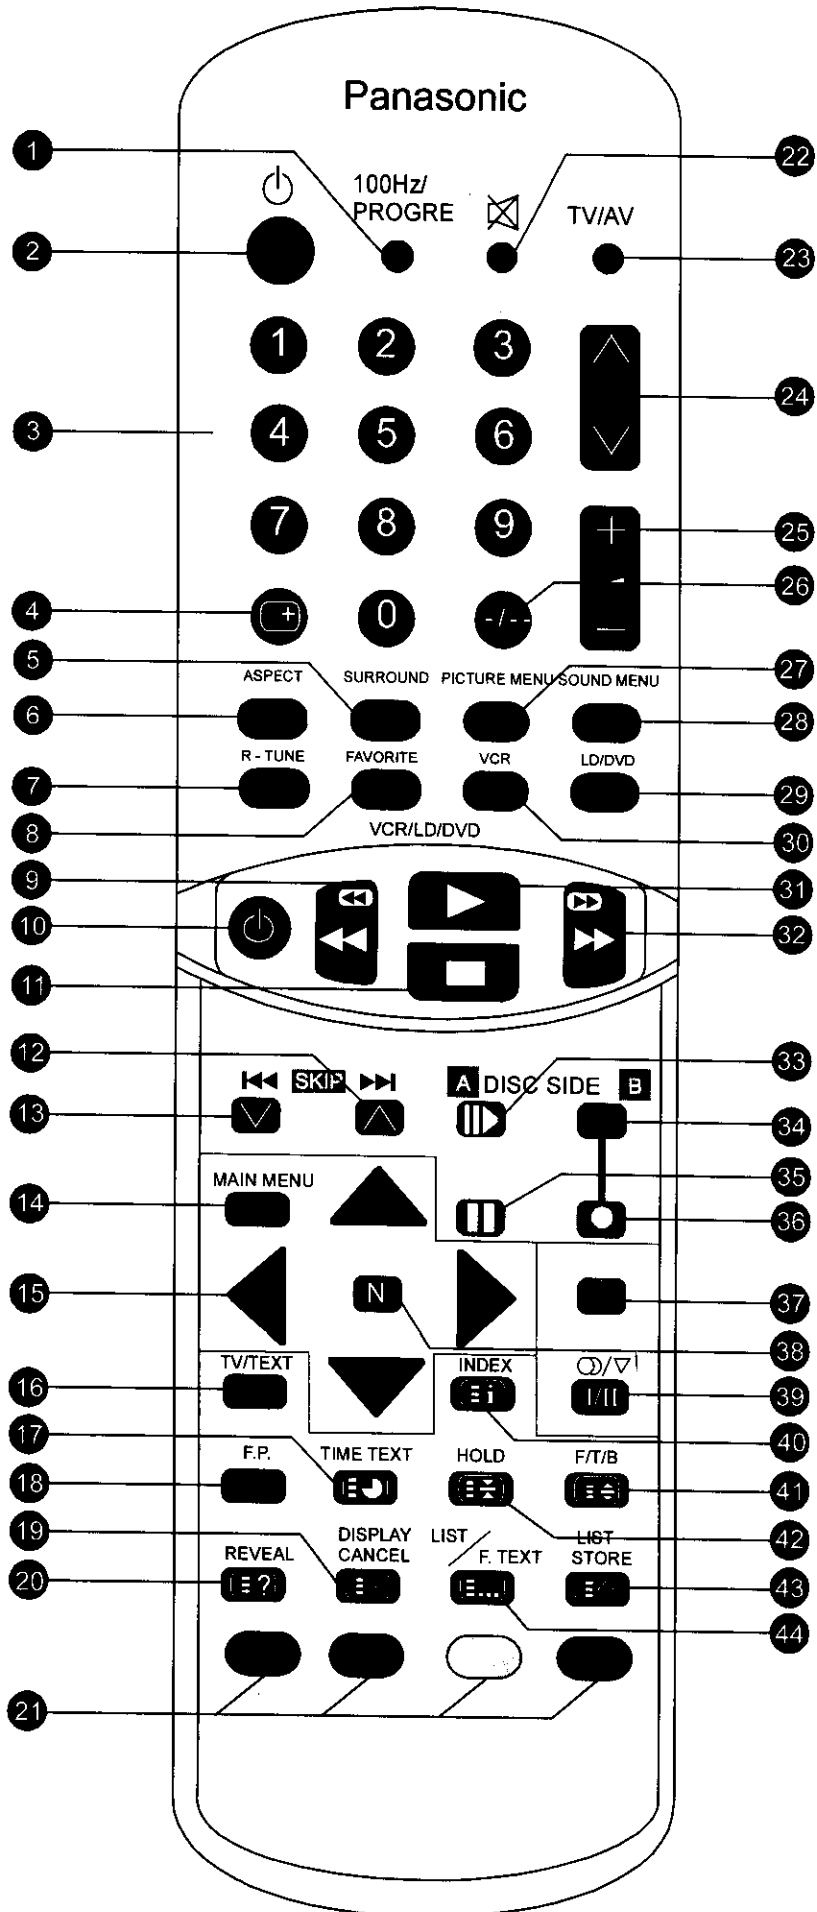 Panasonic
1 22
100Hz/
PROGRE TV/AV
2 23
1 2 3
24
3 4 5 6
7 8 9 + 25
26
4 0 -/-- —
5 27
ASPECT SURROUND PICTURE MENU SOUND MENU
6 28
R - TUNE FAVORITE VCR LD/DVD
7 29
8 30
VCR/LD/DVD
9 31
10 32
11
12 33
SKIP A DISC SIDE B
13 34
MAIN MENU 35
14 36
15 N 37
38
TV/TEXT INDEX
16 i I/II 39
17 40
F.P. TIME TEXT HOLD F/T/B
18 41
19 42
DISPLAY LIST LIST
REVEAL CANCEL F. TEXT STORE
20 ? ... 43
44
21